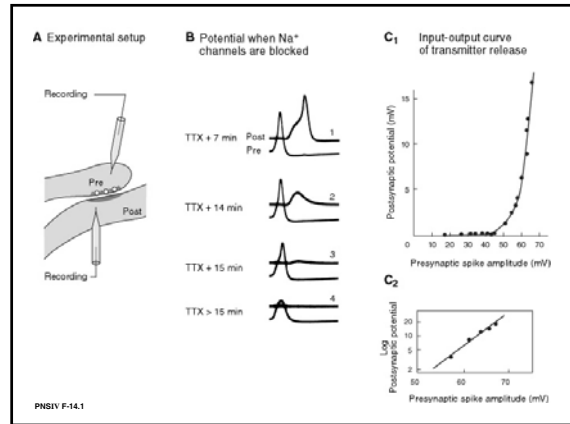 A Experimental setup
Recording
Pre
Post
Recording
B Potential when Na+
channels are blocked
TTX + 7 min
Post
Pre
1
TTX + 14 min
2
TTX + 15 min
3
TTX > 15 min
4
C1 Input-output curve
of transmitter release
Postsynaptic potential (mV)
15
10
5
0 10 20 30 40 50 60 70
Presynaptic spike amplitude (mV)
C2
Log
Postsynaptic potential
20
10
5
2
50 60 70
Presynaptic spike amplitude (mV)
PNSIV F-14.1